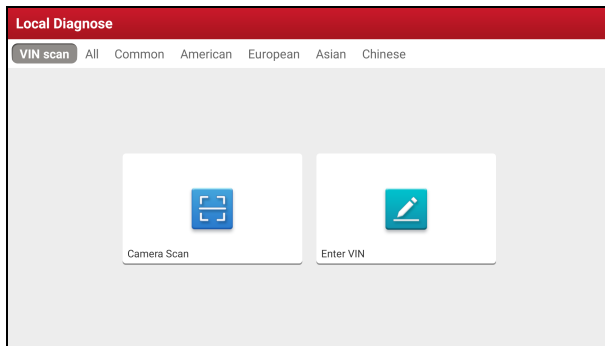 Local Diagnose
VIN scan All Common American European Asian Chinese
Camera Scan Enter VIN